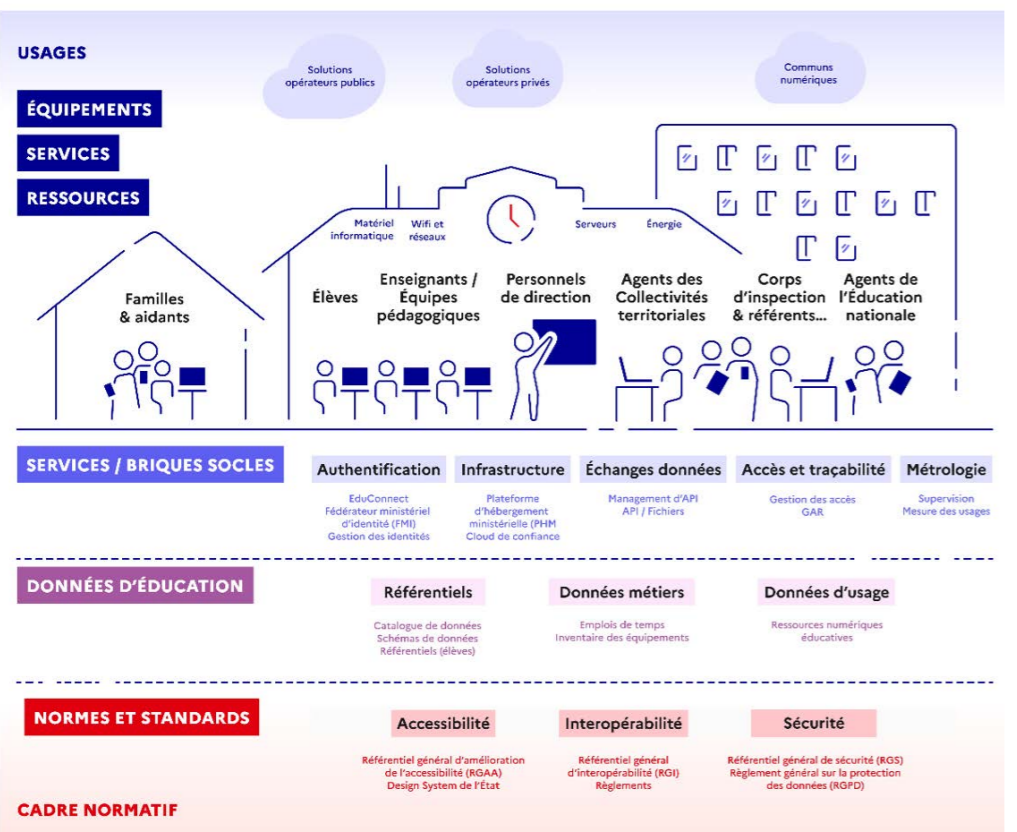 USAGES
Solutions
opérateurs publics
Solutions
opérateurs privés
Communs
numériques
ÉQUIPEMENTS
SERVICES
RESSOURCES
Matériel
informatique
Wifi et
réseaux
Serveurs
Énergie
Familles
& aidants
Élèves
Enseignants /
Équipes
pédagogiques
Personnels
de direction
Agents des
Collectivités
territoriales
Corps
d'inspection
& référents...
Agents de
l'Éducation
nationale
SERVICES / BRIQUES SOCLES
Authentification
EduConnect
Fédérateur ministériel
d'identité (FMI)
Gestion des identités
Infrastructure
Plateforme
d'hébergement
ministérielle (PHM
Cloud de confiance
Échanges données
Management d'API
API / Fichiers
Accès et traçabilité
Gestion des accès
GAR
Métrologie
Supervision
Mesure des usages
DONNÉES D'ÉDUCATION
Référentiels
Catalogue de données
Schémas de données
Référentiels (élèves)
Données métiers
Emplois de temps
Inventaire des équipements
Données d'usage
Ressources numériques
éducatives
NORMES ET STANDARDS
Accessibilité
Référentiel général d'amélioration
de l'accessibilité (RGAA)
Design System de l'État
Interopérabilité
Référentiel général
d'interopérabilité (RGI)
Règlements
Sécurité
Référentiel général de sécurité (RGS)
Règlement général sur la protection
des données (RGPD)
CADRE NORMATIF